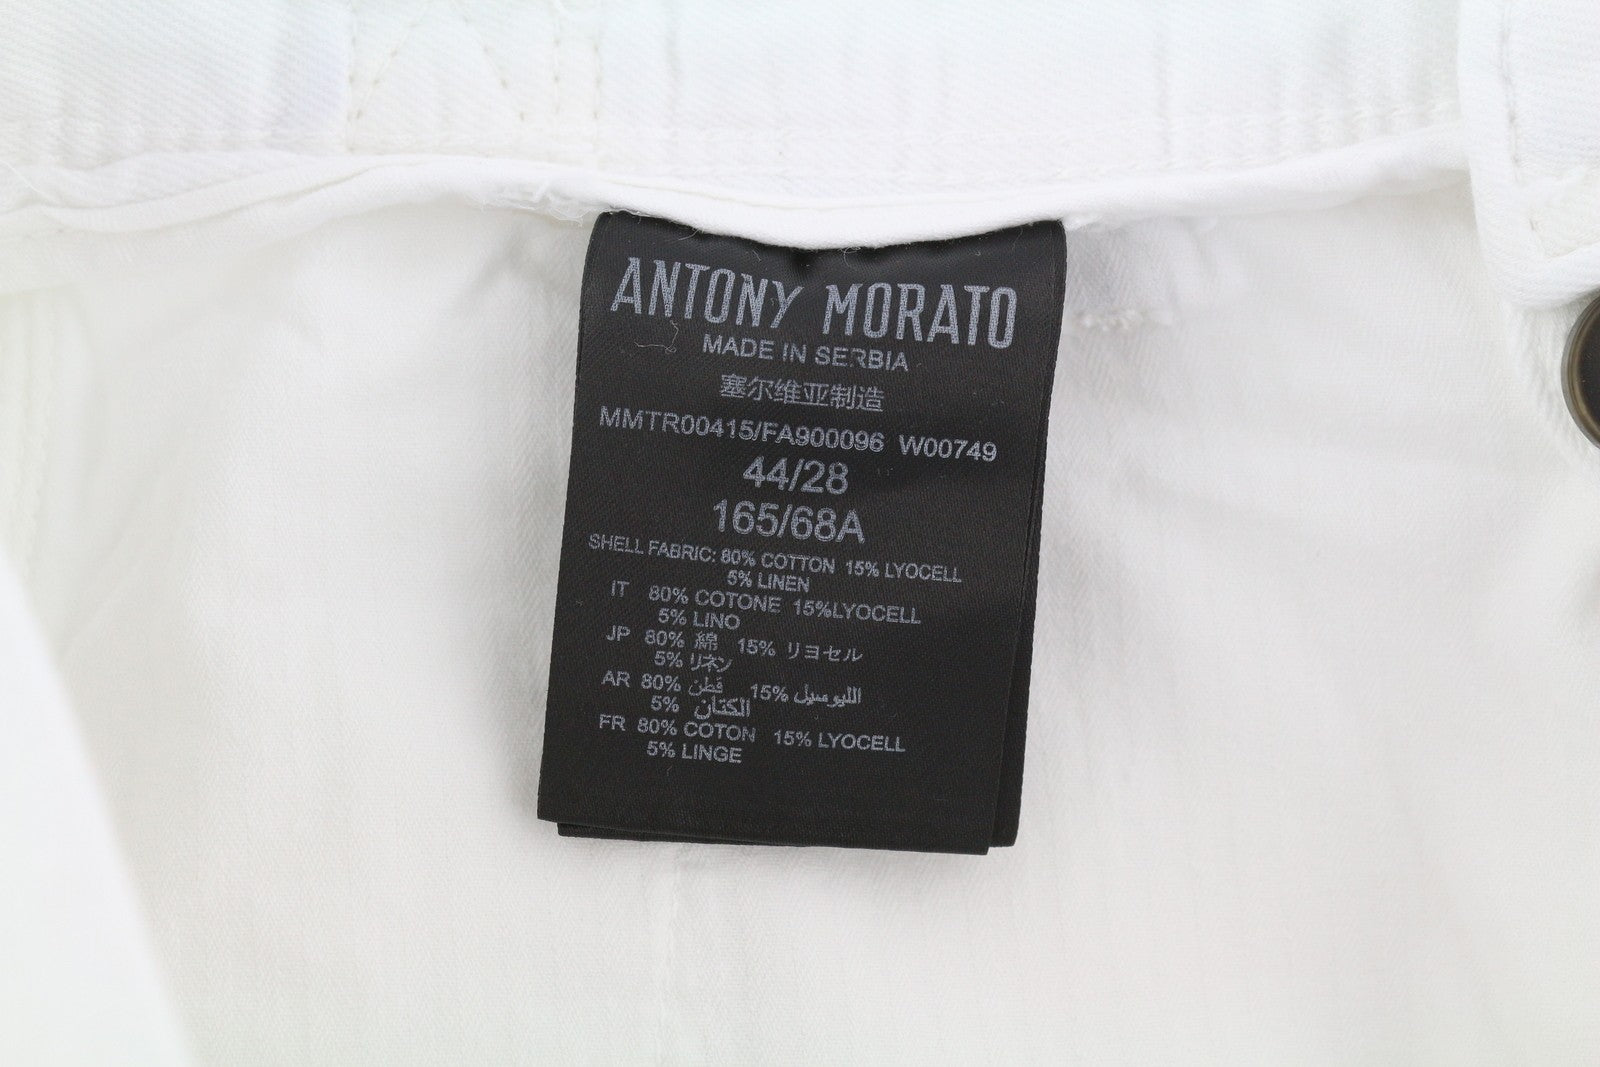 ANTONY MORATO
MADE IN SERBIA
塞尔维亚制造
MMTR00415/FA900096 W00749
44/28
165/68A
SHELL FABRIC: 80% COTTON 15% LYOCELL
5% LINEN
IT 80% COTONE 15%LYOCELL
5% LINO
JP 80% 綿 15% リヨセル
5% リネン
AR 80% قطن 15% الليوسيل
5% الكتان
FR 80% COTON 15% LYOCELL
5% LINGE